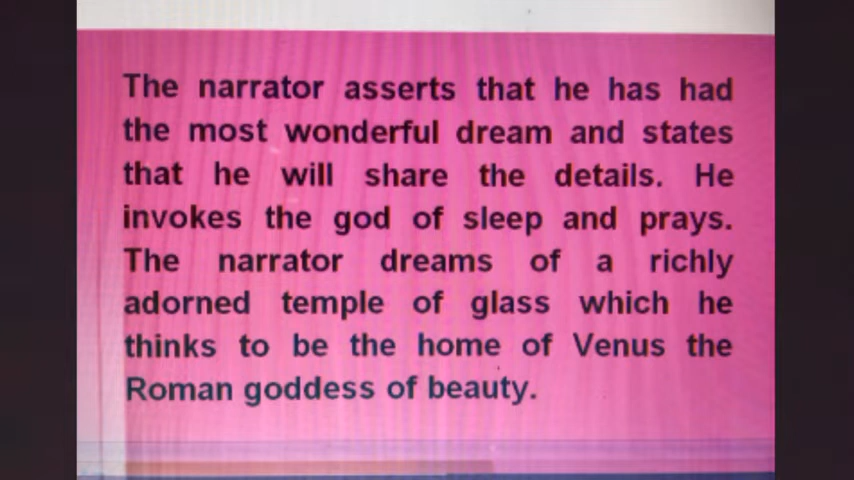 The narrator asserts that he has had
the most wonderful dream and states
that he will share the details. He
invokes the god of sleep and prays.
The narrator dreams of a richly
adorned temple of glass which he
thinks to be the home of Venus the
Roman goddess of beauty.